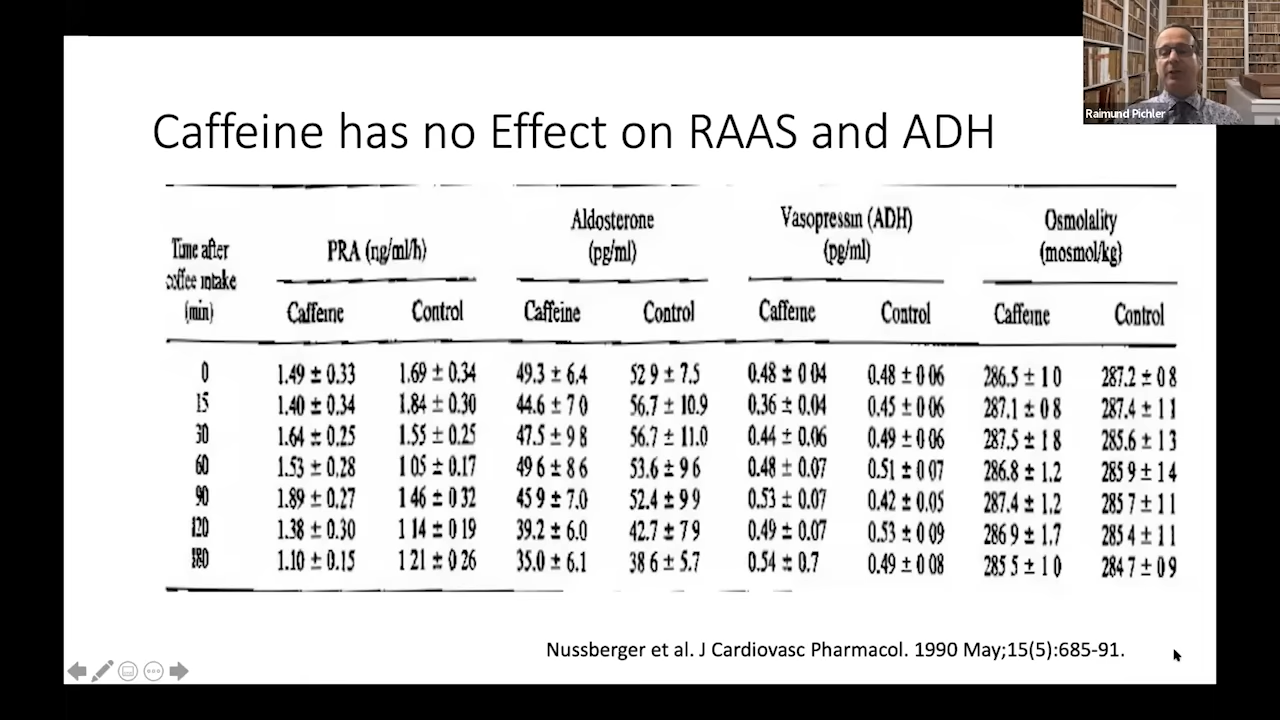 Raimund Pichler
Caffeine has no Effect on RAAS and ADH
Time after coffee intake (min) PRA (ng/ml/h) Aldosterone (pg/ml) Vasopressin (ADH) (pg/ml) Osmolality (mosmol/kg)
Caffeine Control Caffeine Control Caffeine Control Caffeine Control
0 1.49 ± 0.33 1.69 ± 0.34 49.3 ± 6.4 52 9 ± 7.5 0.48 ± 0 04 0.48 ± 0 06 286.5 ± 1 0 287.2 ± 0 8
15 1.40 ± 0.34 1.84 ± 0.30 44.6 ± 7 0 56.7 ± 10.9 0.36 ± 0.04 0.45 ± 0 06 287.1 ± 0 8 287.4 ± 1 1
30 1.64 ± 0.25 1.55 ± 0.25 47.5 ± 9 8 56.7 ± 11.0 0.44 ± 0.06 0.49 ± 0 06 287.5 ± 1 8 285.6 ± 1 3
60 1.53 ± 0.28 1 05 ± 0.17 49 6 ± 8 6 53.6 ± 9 6 0.48 ± 0.07 0.51 ± 0 07 286.8 ± 1.2 285 9 ± 1 4
90 1.89 ± 0.27 1 46 ± 0 32 45 9 ± 7.0 52.4 ± 9 9 0.53 ± 0.07 0.42 ± 0.05 287.4 ± 1.2 285 7 ± 1 1
120 1.38 ± 0.30 1 14 ± 0 19 39.2 ± 6.0 42.7 ± 7 9 0.49 ± 0.07 0.53 ± 0 09 286 9 ± 1.7 285 4 ± 1 1
180 1.10 ± 0.15 1 21 ± 0 26 35.0 ± 6.1 38 6 ± 5.7 0.54 ± 0.7 0.49 ± 0 08 285 5 ± 1 0 284 7 ± 0 9
Nussberger et al. J Cardiovasc Pharmacol. 1990 May;15(5):685-91.